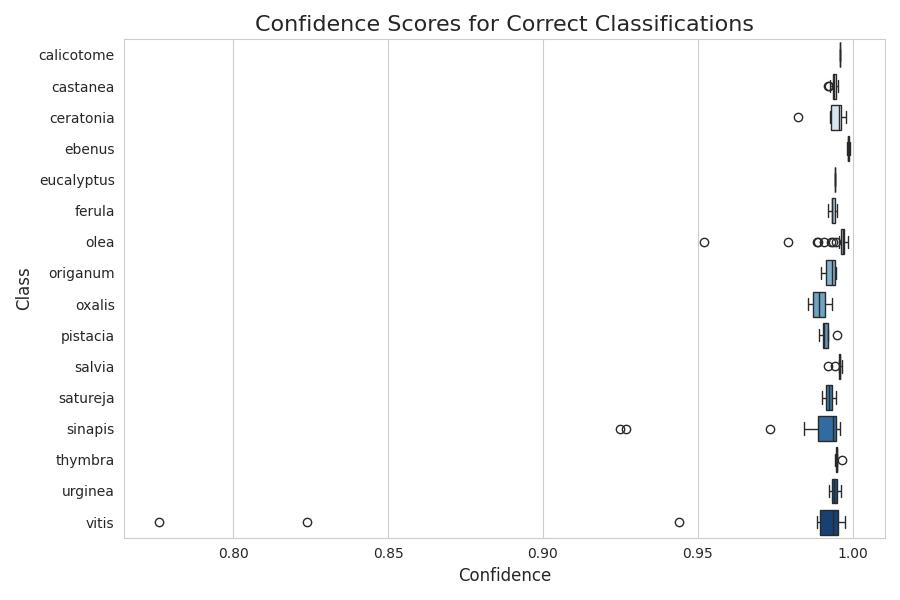 Confidence Scores for Correct Classifications
calicotome
castanea
ceratonia
ebenus
eucalyptus
ferula
olea
origanum
oxalis
pistacia
salvia
satureja
sinapis
thymbra
urginea
vitis
Class
0.80 0.85 0.90 0.95 1.00
Confidence